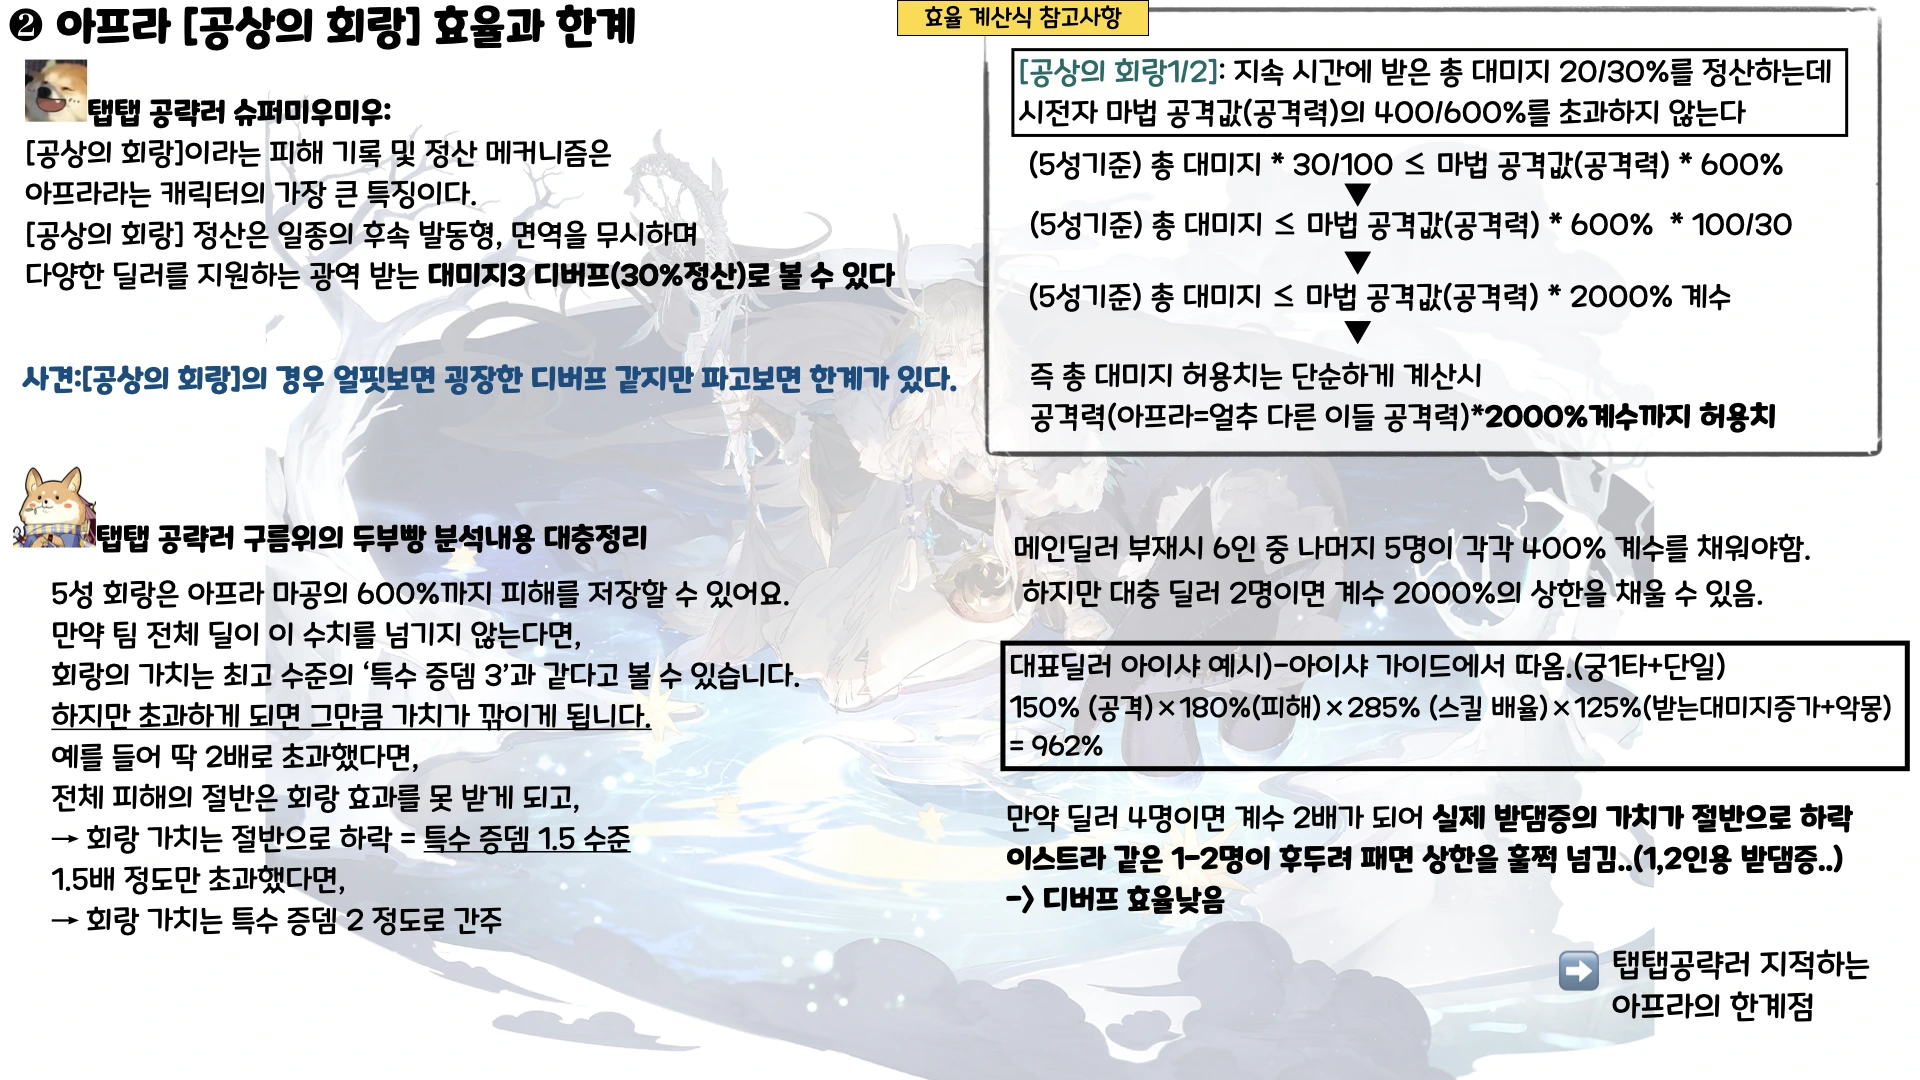 ❷ 아프라 [공상의 회랑] 효율과 한계
탭탭 공략러 슈퍼미우미우:
[공상의 회랑]이라는 피해 기록 및 정산 메커니즘은
아프라라는 캐릭터의 가장 큰 특징이다.
[공상의 회랑] 정산은 일종의 후속 발동형, 면역을 무시하며
다양한 딜러를 지원하는 광역 받는 대미지3 디버프(30%정산)로 볼 수 있다
사견:[공상의 회랑]의 경우 얼핏보면 굉장한 디버프 같지만 파고보면 한계가 있다.
탭탭 공략러 구름위의 두부빵 분석내용 대충정리
5성 회랑은 아프라 마공의 600%까지 피해를 저장할 수 있어요.
만약 팀 전체 딜이 이 수치를 넘기지 않는다면,
회랑의 가치는 최고 수준의 ‘특수 증뎀 3’과 같다고 볼 수 있습니다.
하지만 초과하게 되면 그만큼 가치가 깎이게 됩니다.
예를 들어 딱 2배로 초과했다면,
전체 피해의 절반은 회랑 효과를 못 받게 되고,
→ 회랑 가치는 절반으로 하락 = 특수 증뎀 1.5 수준
1.5배 정도만 초과했다면,
→ 회랑 가치는 특수 증뎀 2 정도로 간주
효율 계산식 참고사항
[공상의 회랑1/2]: 지속 시간에 받은 총 대미지 20/30%를 정산하는데
시전자 마법 공격값(공격력)의 400/600%를 초과하지 않는다
(5성기준) 총 대미지 * 30/100 ≤ 마법 공격값(공격력) * 600%
▼
(5성기준) 총 대미지 ≤ 마법 공격값(공격력) * 600% * 100/30
▼
(5성기준) 총 대미지 ≤ 마법 공격값(공격력) * 2000% 계수
▼
즉 총 대미지 허용치는 단순하게 계산시
공격력(아프라=얼추 다른 이들 공격력)*2000%계수까지 허용치
메인딜러 부재시 6인 중 나머지 5명이 각각 400% 계수를 채워야함.
하지만 대충 딜러 2명이면 계수 2000%의 상한을 채울 수 있음.
대표딜러 아이샤 예시)-아이샤 가이드에서 따옴.(궁1타+단일)
150% (공격)×180%(피해)×285% (스킬 배율)×125%(받는대미지증가+악몽)
= 962%
만약 딜러 4명이면 계수 2배가 되어 실제 받댐증의 가치가 절반으로 하락
이스트라 같은 1-2명이 후두려 패면 상한을 훌쩍 넘김..(1,2인용 받댐증..)
-> 디버프 효율낮음
➡ 탭탭공략러 지적하는
아프라의 한계점